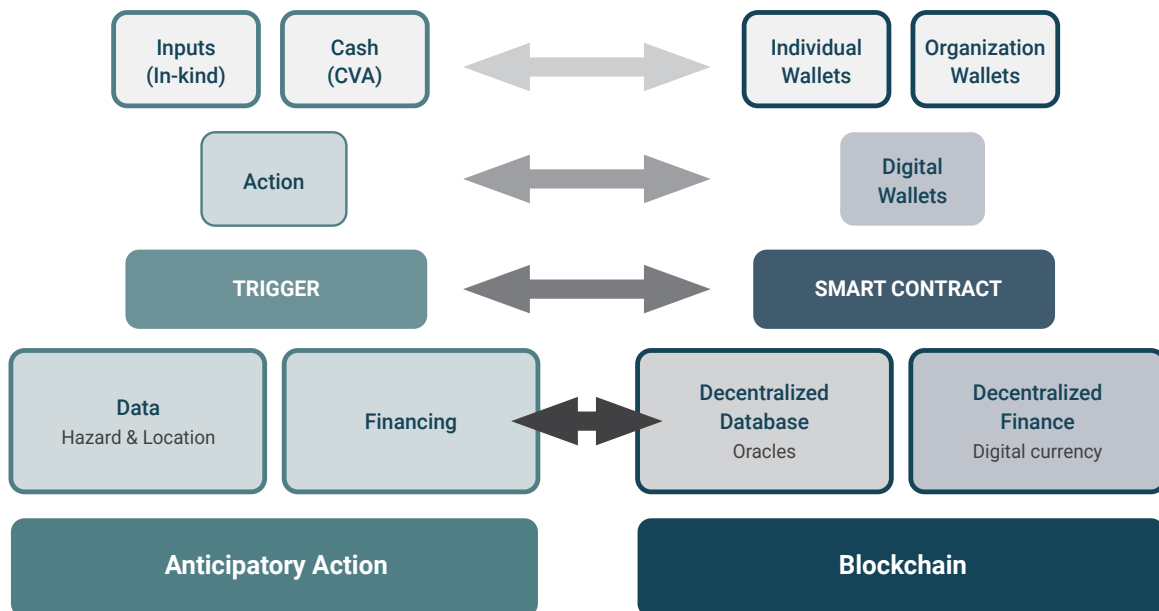 Inputs
(In-kind)
Cash
(CVA)
Individual
Wallets
Organization
Wallets
Action
Digital
Wallets
TRIGGER
SMART CONTRACT
Data
Hazard & Location
Financing
Decentralized
Database
Oracles
Decentralized
Finance
Digital currency
Anticipatory Action
Blockchain